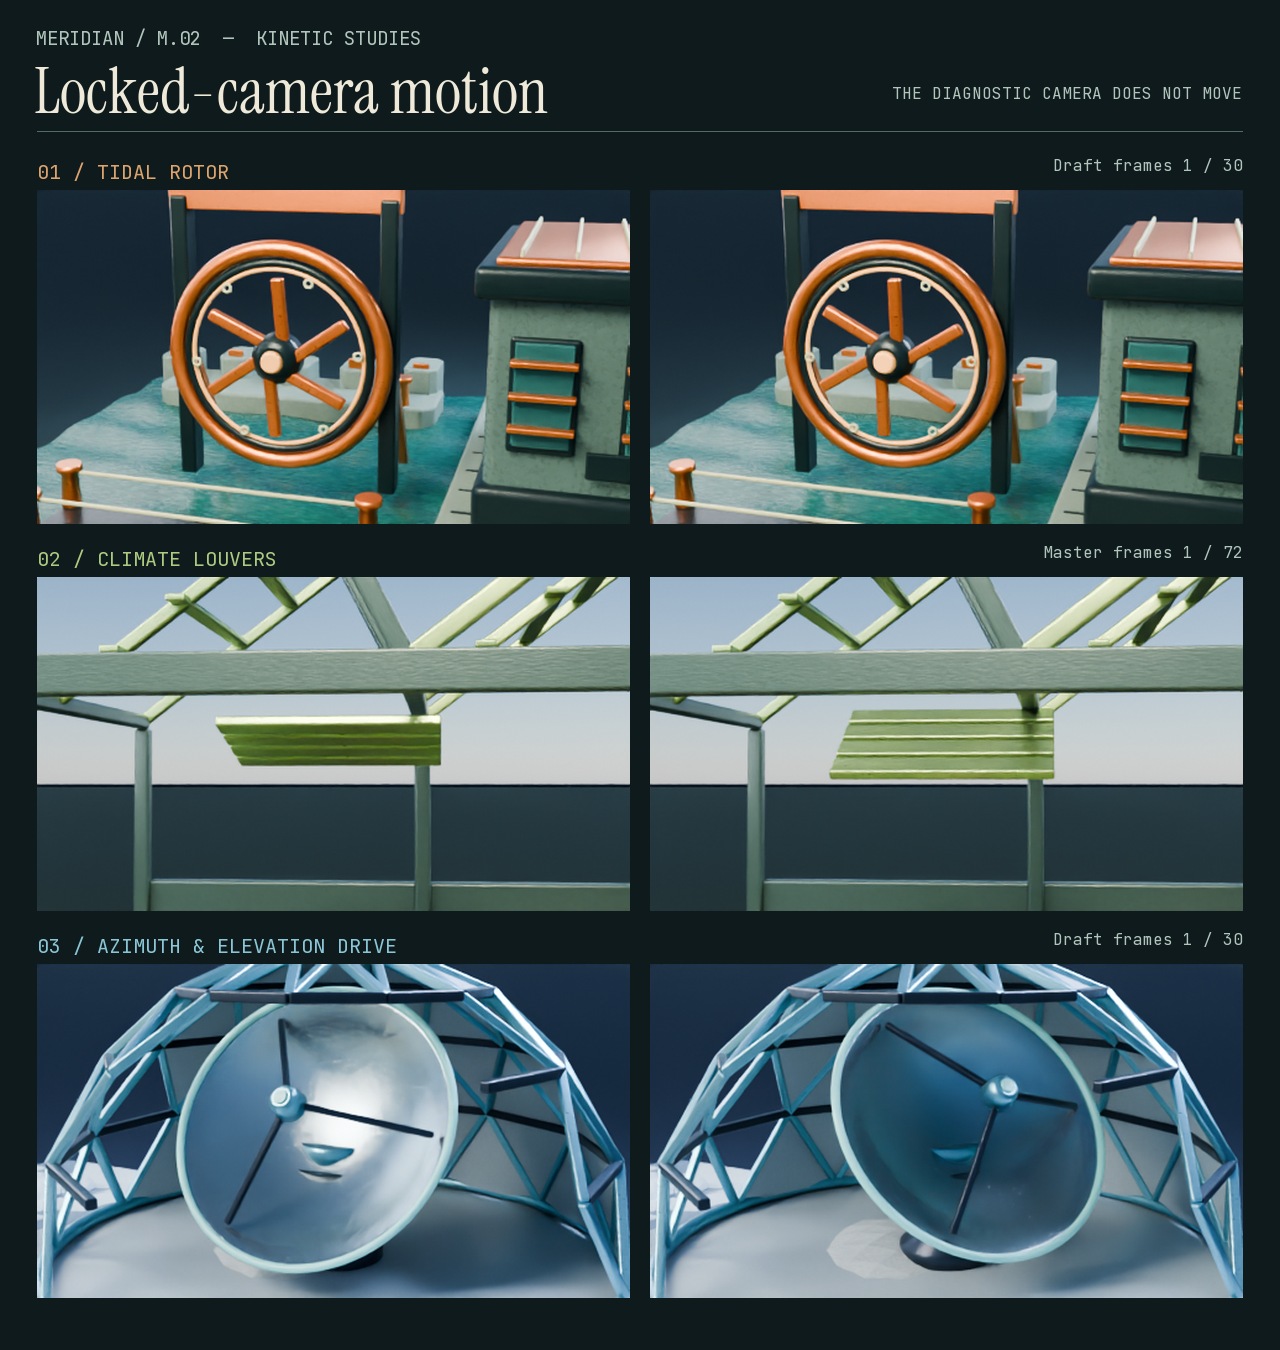 MERIDIAN / M.02 — KINETIC STUDIES
Locked-camera motion
THE DIAGNOSTIC CAMERA DOES NOT MOVE
01 / TIDAL ROTOR
Draft frames 1 / 30
02 / CLIMATE LOUVERS
Master frames 1 / 72
03 / AZIMUTH & ELEVATION DRIVE
Draft frames 1 / 30